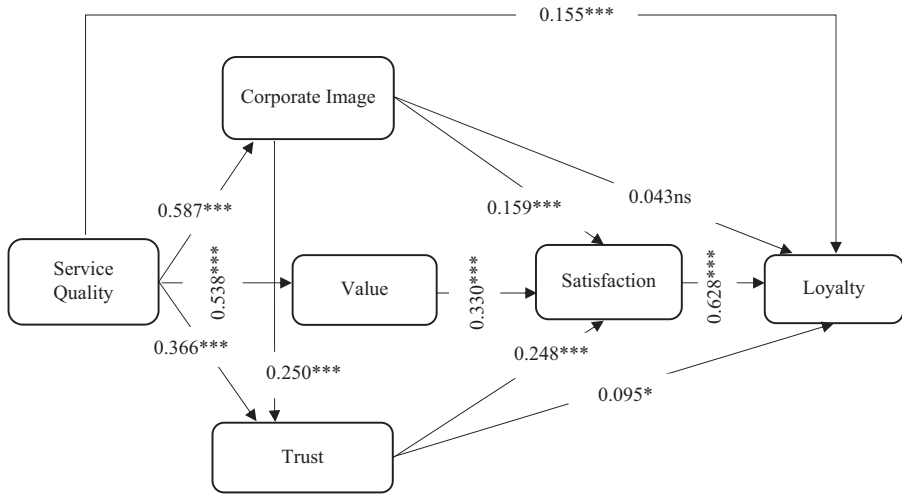 0.155***
Corporate Image
0.587***
0.159***
0.043ns
Service
Quality
0.538***
Value
0.330***
Satisfaction
0.628***
Loyalty
0.366***
0.250***
0.248***
0.095*
Trust